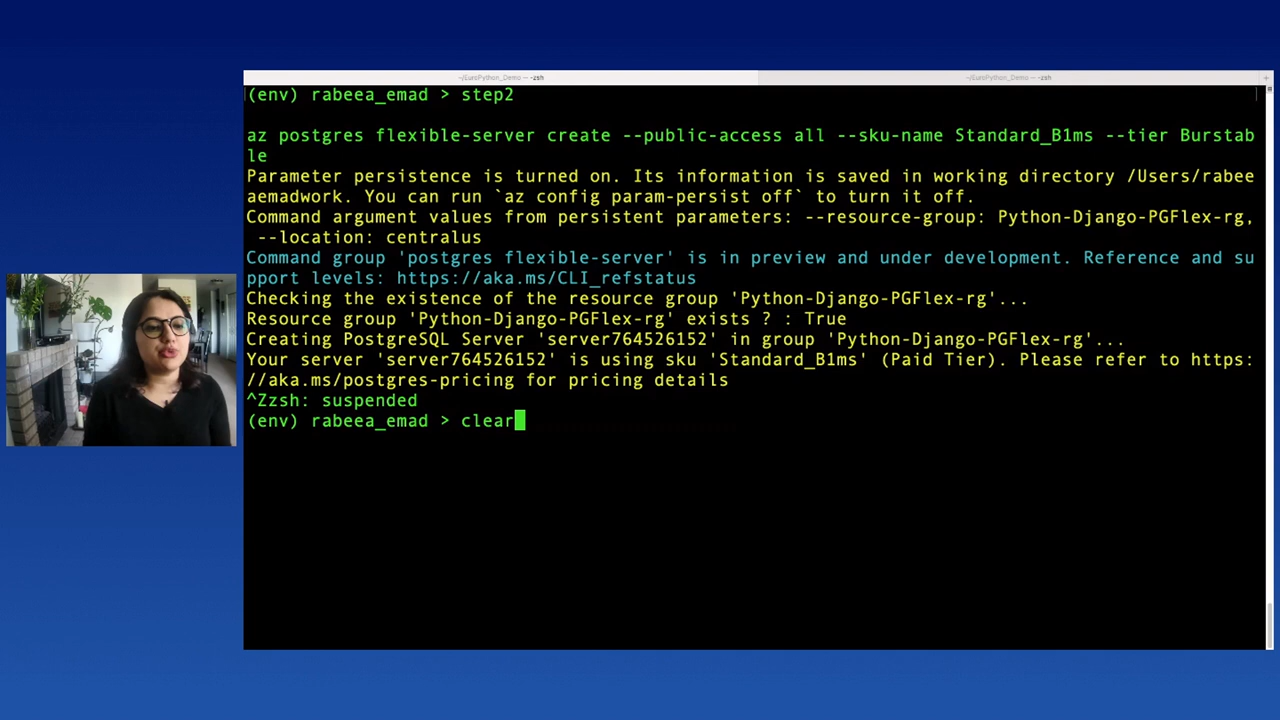 ~/EuroPython_Demo — -zsh
~/EuroPython_Demo — -zsh
+
(env) rabeea_emad > step2
az postgres flexible-server create --public-access all --sku-name Standard_B1ms --tier Burstab
le
Parameter persistence is turned on. Its information is saved in working directory /Users/rabee
aemadwork. You can run `az config param-persist off` to turn it off.
Command argument values from persistent parameters: --resource-group: Python-Django-PGFlex-rg,
--location: centralus
Command group 'postgres flexible-server' is in preview and under development. Reference and su
pport levels: https://aka.ms/CLI_refstatus
Checking the existence of the resource group 'Python-Django-PGFlex-rg'...
Resource group 'Python-Django-PGFlex-rg' exists ? : True
Creating PostgreSQL Server 'server764526152' in group 'Python-Django-PGFlex-rg'...
Your server 'server764526152' is using sku 'Standard_B1ms' (Paid Tier). Please refer to https:
//aka.ms/postgres-pricing for pricing details
^Zzsh: suspended
(env) rabeea_emad > clear